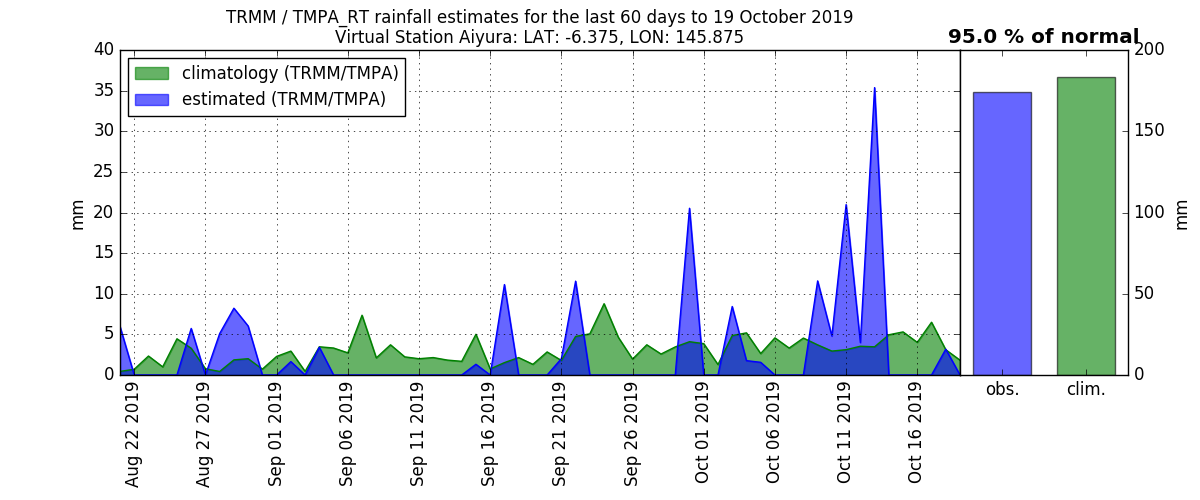 TRMM / TMPA_RT rainfall estimates for the last 60 days to 19 October 2019
Virtual Station Aiyura: LAT: -6.375, LON: 145.875
95.0 % of normal
climatology (TRMM/TMPA)
estimated (TRMM/TMPA)
mm
40
35
30
25
20
15
10
5
0
Aug 22 2019
Aug 27 2019
Sep 01 2019
Sep 06 2019
Sep 11 2019
Sep 16 2019
Sep 21 2019
Sep 26 2019
Oct 01 2019
Oct 06 2019
Oct 11 2019
Oct 16 2019
200
150
100
50
0
mm
obs.
clim.